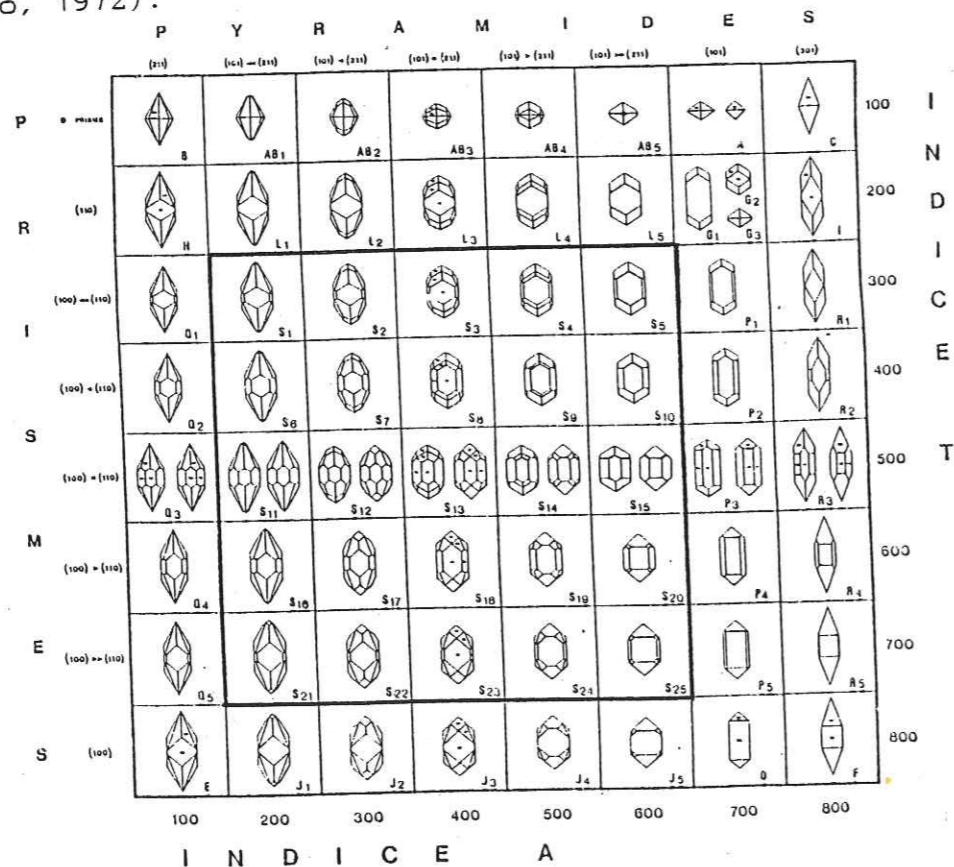 8, 1972).
P Y R A M I D E S
(211) (101) << (211) (101) < (211) (101) = (211) (101) > (211) (101) >> (211) (101) (301)
P R I S M E S
I N D I C E T
B AB1 AB2 AB3 AB4 AB5 A C 100
(110) H L1 L2 L3 L4 L5 G1 G2 G3 I 200
(100) << (110) Q1 S1 S2 S3 S4 S5 P1 R1 300
(100) < (110) Q2 S6 S7 S8 S9 S10 P2 R2 400
(100) = (110) Q3 S11 S12 S13 S14 S15 P3 R3 500
(100) > (110) Q4 S16 S17 S18 S19 S20 P4 R4 600
(100) >> (110) Q5 S21 S22 S23 S24 S25 P5 R5 700
(100) E J1 J2 J3 J4 J5 D F 800
100 200 300 400 500 600 700 800
I N D I C E A